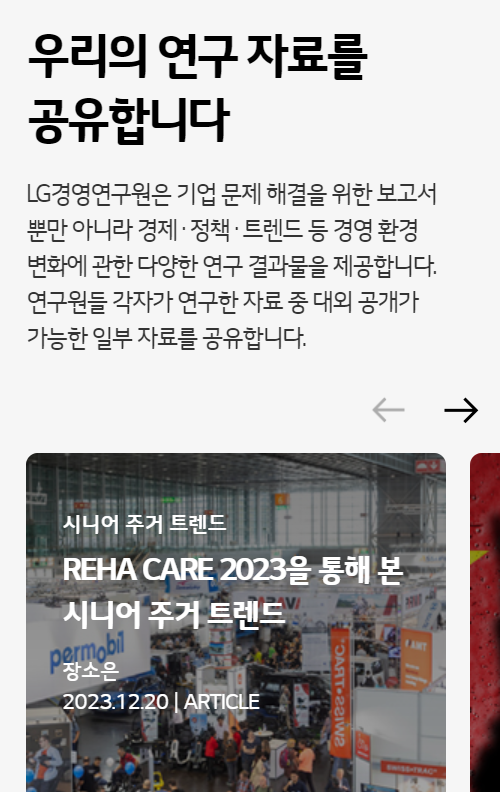 우리의 연구 자료를
공유합니다
LG경영연구원은 기업 문제 해결을 위한 보고서
뿐만 아니라 경제 · 정책 · 트렌드 등 경영 환경
변화에 관한 다양한 연구 결과물을 제공합니다.
연구원들 각자가 연구한 자료 중 대외 공개가
가능한 일부 자료를 공유합니다.
시니어 주거 트렌드
REHA CARE 2023을 통해 본
시니어 주거 트렌드
장소은
2023.12.20 | ARTICLE
permobil
SWISS•TRAC
AMT
SWISS•TRAC